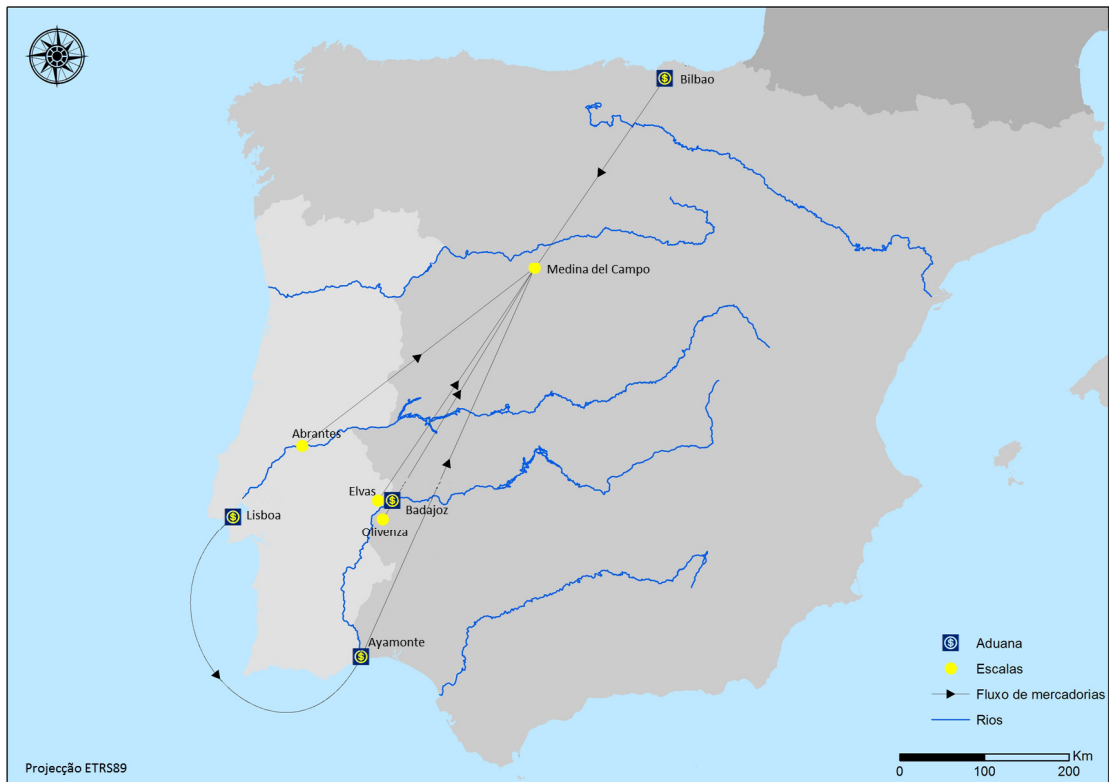 Bilbao
Medina del Campo
Abrantes
Elvas
Badajoz
Lisboa
Olivenza
Ayamonte
Aduana
Escalas
Fluxo de mercadorias
Rios
Km
0 100 200
Projecção ETRS89